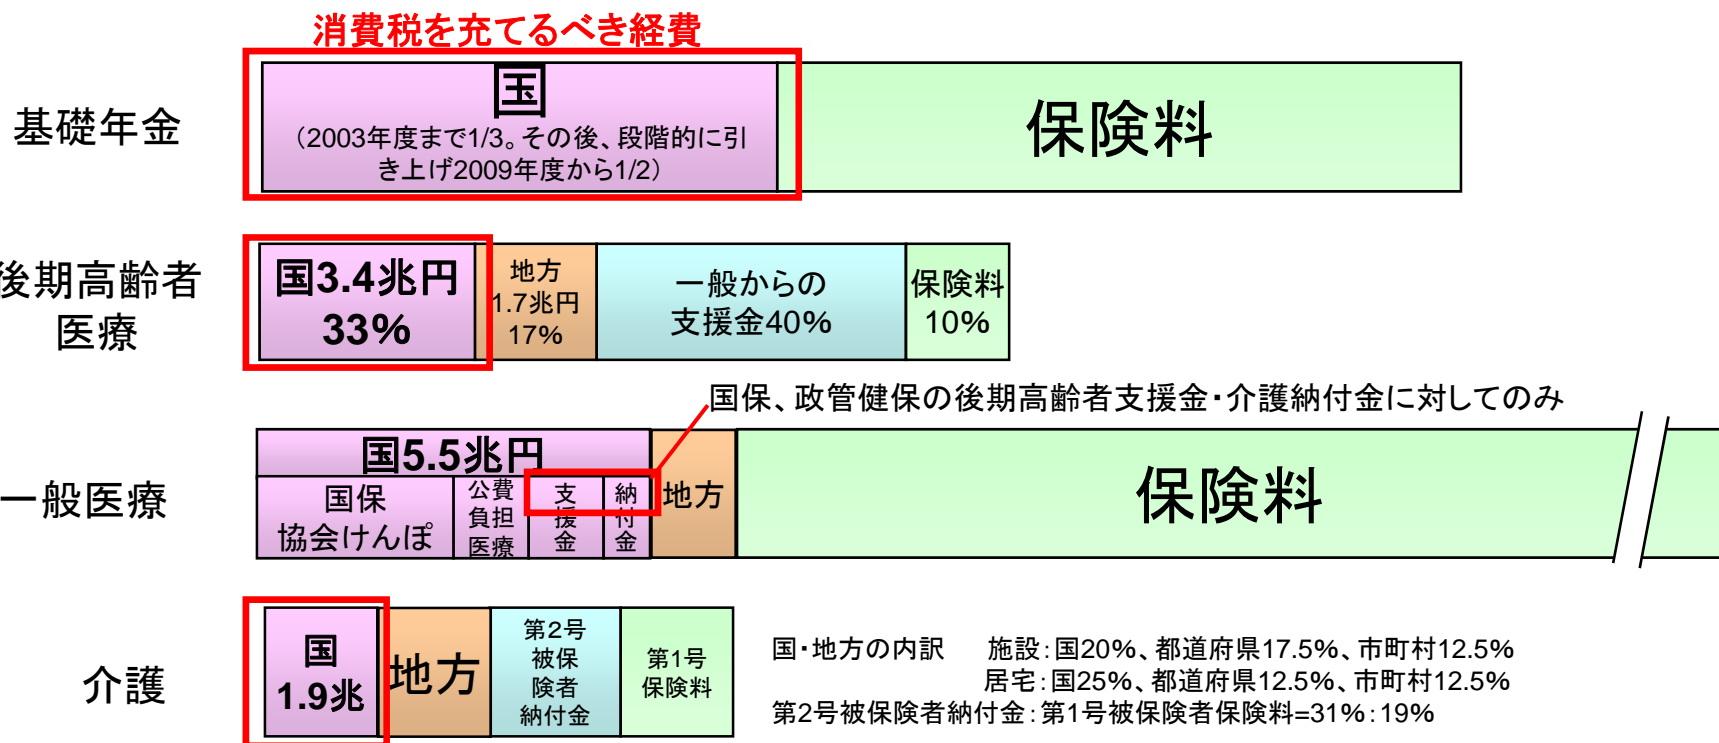 消費税を充てるべき経費
基礎年金
国
（2003年度まで1/3。その後、段階的に引
き上げ2009年度から1/2）
保険料
後期高齢者
医療
国3.4兆円
33%
地方
1.7兆円
17%
一般からの
支援金40%
保険料
10%
国保、政管健保の後期高齢者支援金・介護納付金に対してのみ
一般医療
国5.5兆円
国保
協会けんぽ
公費
負担
医療
支
援
金
納
付
金
地方
保険料
介護
国
1.9兆
地方
第2号
被保
険者
納付金
第1号
保険料
国・地方の内訳　施設：国20%、都道府県17.5%、市町村12.5%
居宅：国25%、都道府県12.5%、市町村12.5%
第2号被保険者納付金：第1号被保険者保険料=31%：19%